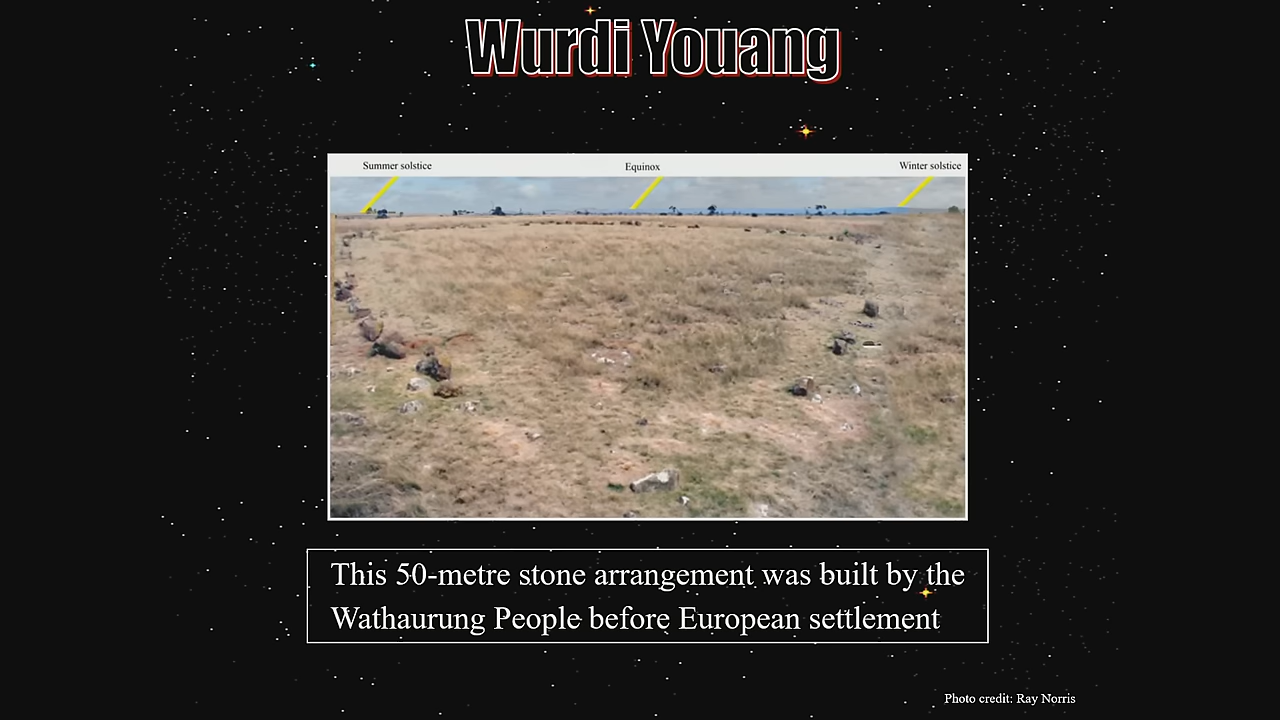 Wurdi Youang
Summer solstice
Equinox
Winter solstice
This 50-metre stone arrangement was built by the
Wathaurung People before European settlement
Photo credit: Ray Norris